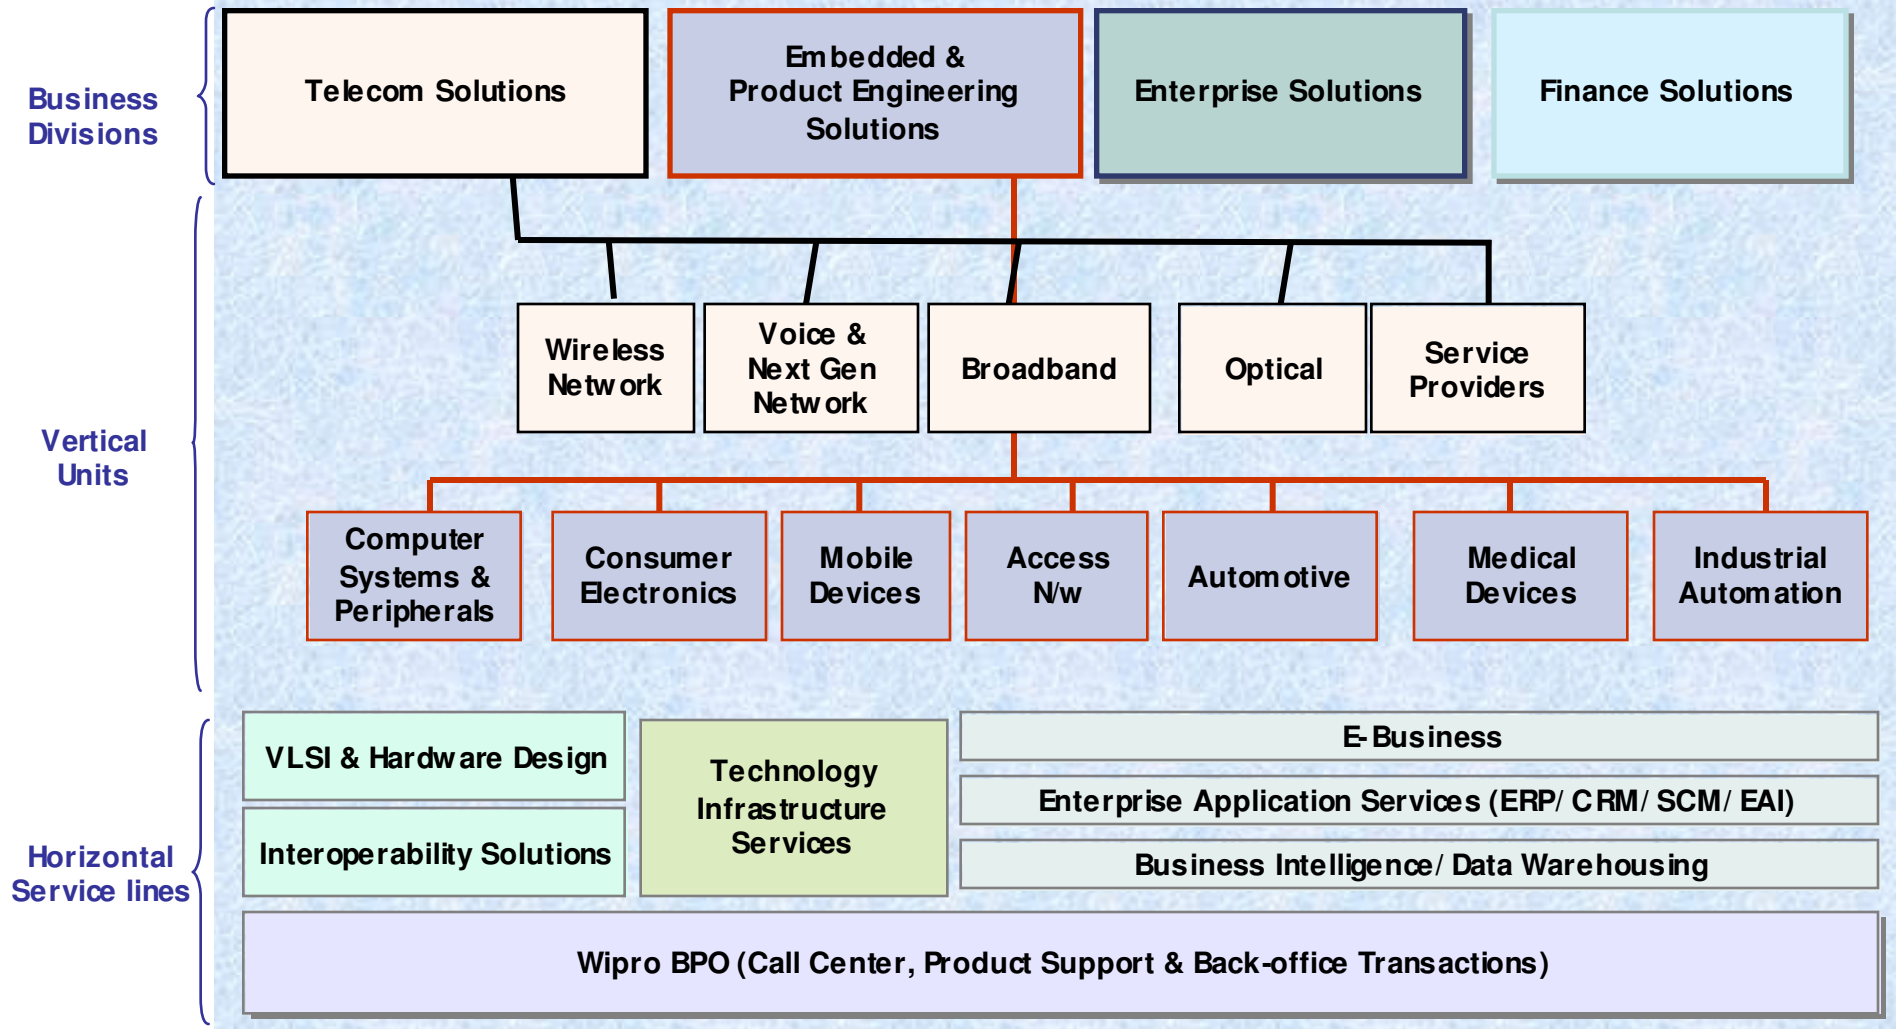 Business
Divisions
Telecom Solutions
Embedded &
Product Engineering
Solutions
Enterprise Solutions
Finance Solutions
Vertical
Units
Wireless
Network
Voice &
Next Gen
Network
Broadband
Optical
Service
Providers
Computer
Systems &
Peripherals
Consumer
Electronics
Mobile
Devices
Access
N/w
Automotive
Medical
Devices
Industrial
Automation
Horizontal
Service lines
VLSI & Hardware Design
Interoperability Solutions
Technology
Infrastructure
Services
E-Business
Enterprise Application Services (ERP/ CRM/ SCM/ EAI)
Business Intelligence/ Data Warehousing
Wipro BPO (Call Center, Product Support & Back-office Transactions)